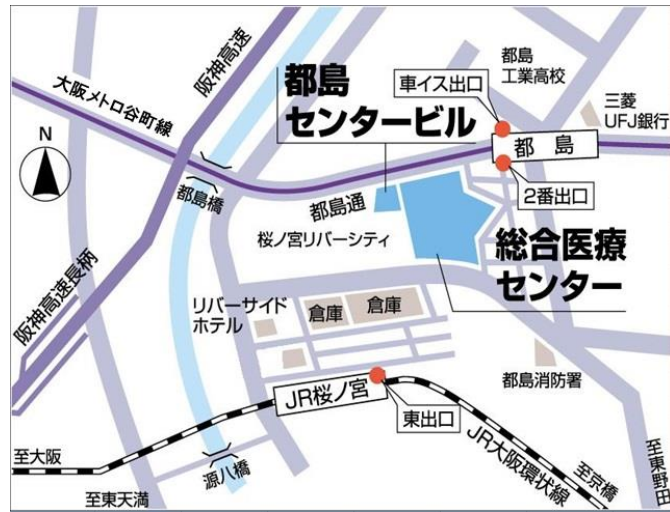 大阪メトロ谷町線
阪神高速
都島
センタービル
車イス出口
都島
工業高校
三菱
UFJ銀行
N
都島
2番出口
都島橋
都島通
桜ノ宮リバーシティ
総合医療
センター
阪神高速長柄
リバーサイド
ホテル
倉庫
倉庫
都島消防署
JR桜ノ宮
東出口
JR大阪環状線
至大阪
源八橋
至東天満
至京橋
至東野田